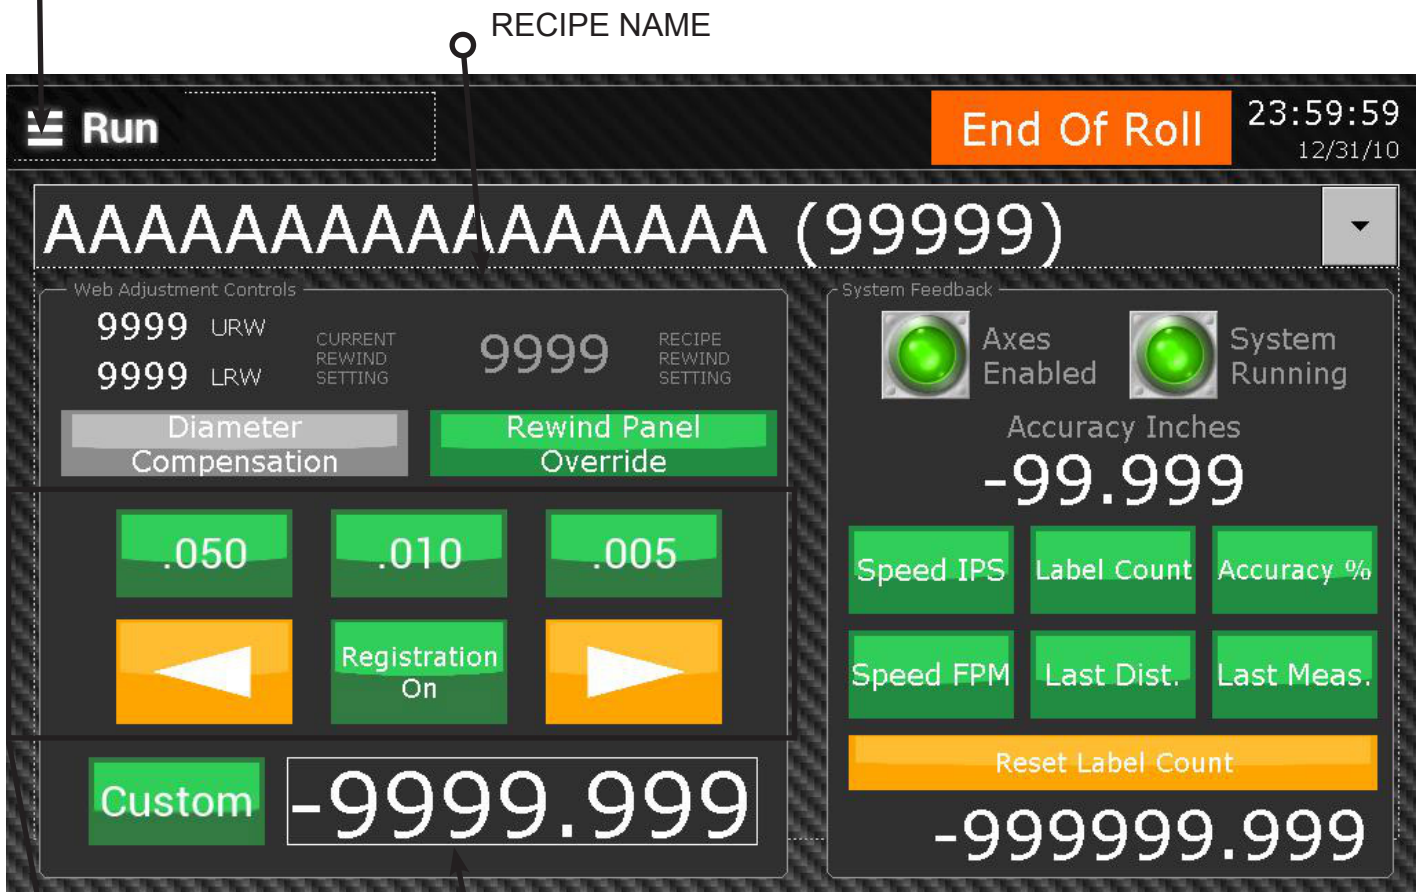 RECIPE NAME
Run
End Of Roll
23:59:59
12/31/10
AAAAAAAAAAAAAAAA (99999)
Web Adjustment Controls
9999 URW
9999 LRW
CURRENT
REWIND
SETTING
9999
RECIPE
REWIND
SETTING
Diameter
Compensation
Rewind Panel
Override
.050
.010
.005
Registration
On
Custom
-9999.999
System Feedback
Axes
Enabled
System
Running
Accuracy Inches
-99.999
Speed IPS
Label Count
Accuracy %
Speed FPM
Last Dist.
Last Meas.
Reset Label Count
-999999.999